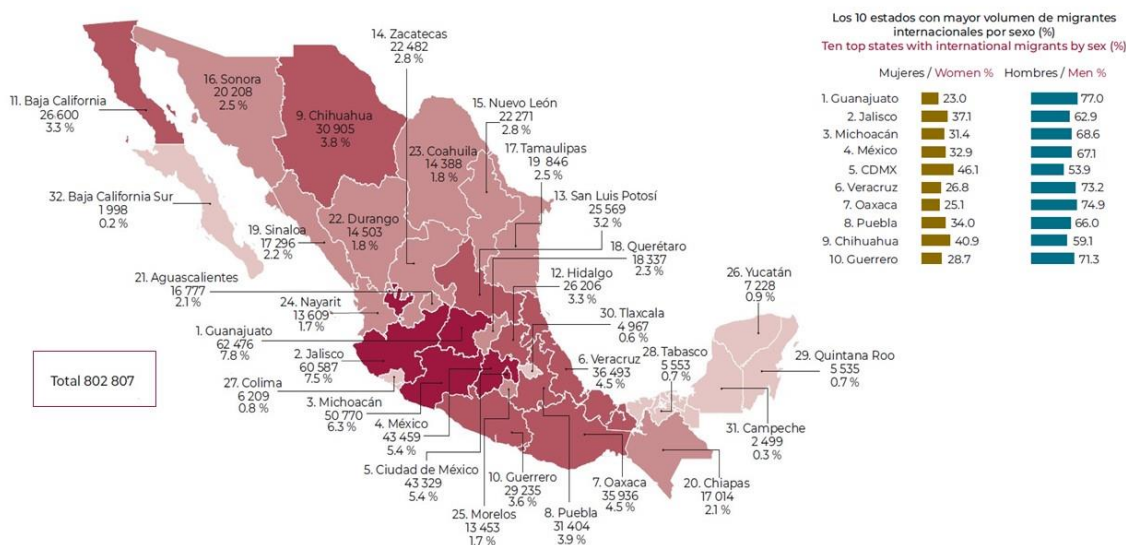 14. Zacatecas
22 482
2.8 %
16. Sonora
20 208
2.5 %
11. Baja California
26 600
3.3 %
9. Chihuahua
30 905
3.8 %
15. Nuevo León
22 271
2.8 %
23. Coahuila
14 388
1.8 %
17. Tamaulipas
19 846
2.5 %
32. Baja California Sur
1 998
0.2 %
13. San Luis Potosí
25 569
3.2 %
22. Durango
14 503
1.8 %
19. Sinaloa
17 296
2.2 %
18. Querétaro
18 337
2.3 %
21. Aguascalientes
16 777
2.1 %
12. Hidalgo
26 206
3.3 %
24. Nayarit
13 609
1.7 %
30. Tlaxcala
4 967
0.6 %
26. Yucatán
7 228
0.9 %
1. Guanajuato
62 476
7.8 %
2. Jalisco
60 587
7.5 %
6. Veracruz
36 493
4.5 %
28. Tabasco
5 553
0.7 %
29. Quintana Roo
5 535
0.7 %
Total 802 807
27. Colima
6 209
0.8 %
3. Michoacán
50 770
6.3 %
4. México
43 459
5.4 %
31. Campeche
2 499
0.3 %
5. Ciudad de México
43 329
5.4 %
10. Guerrero
29 235
3.6 %
7. Oaxaca
35 936
4.5 %
20. Chiapas
17 014
2.1 %
25. Morelos
13 453
1.7 %
8. Puebla
31 404
3.9 %
Los 10 estados con mayor volumen de migrantes
internacionales por sexo (%)
Ten top states with international migrants by sex (%)
Mujeres / Women % Hombres / Men %
1. Guanajuato 23.0 77.0
2. Jalisco 37.1 62.9
3. Michoacán 31.4 68.6
4. México 32.9 67.1
5. CDMX 46.1 53.9
6. Veracruz 26.8 73.2
7. Oaxaca 25.1 74.9
8. Puebla 34.0 66.0
9. Chihuahua 40.9 59.1
10. Guerrero 28.7 71.3